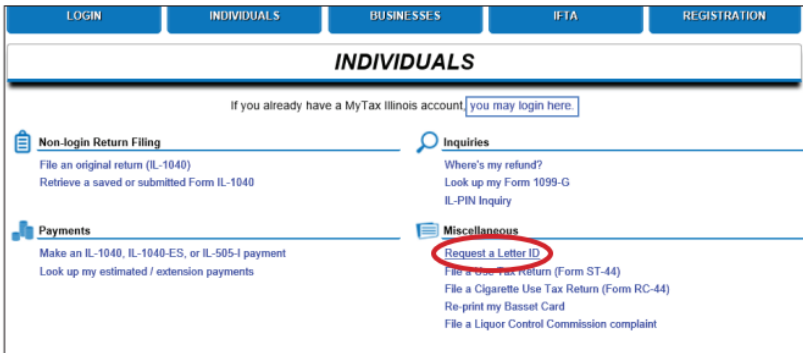 LOGIN INDIVIDUALS BUSINESSES IFTA REGISTRATION
INDIVIDUALS
If you already have a MyTax Illinois account, you may login here.
Non-login Return Filing
File an original return (IL-1040)
Retrieve a saved or submitted Form IL-1040
Inquiries
Where's my refund?
Look up my Form 1099-G
IL-PIN Inquiry
Payments
Make an IL-1040, IL-1040-ES, or IL-505-I payment
Look up my estimated / extension payments
Miscellaneous
Request a Letter ID
File a Use Tax Return (Form ST-44)
File a Cigarette Use Tax Return (Form RC-44)
Re-print my Basset Card
File a Liquor Control Commission complaint